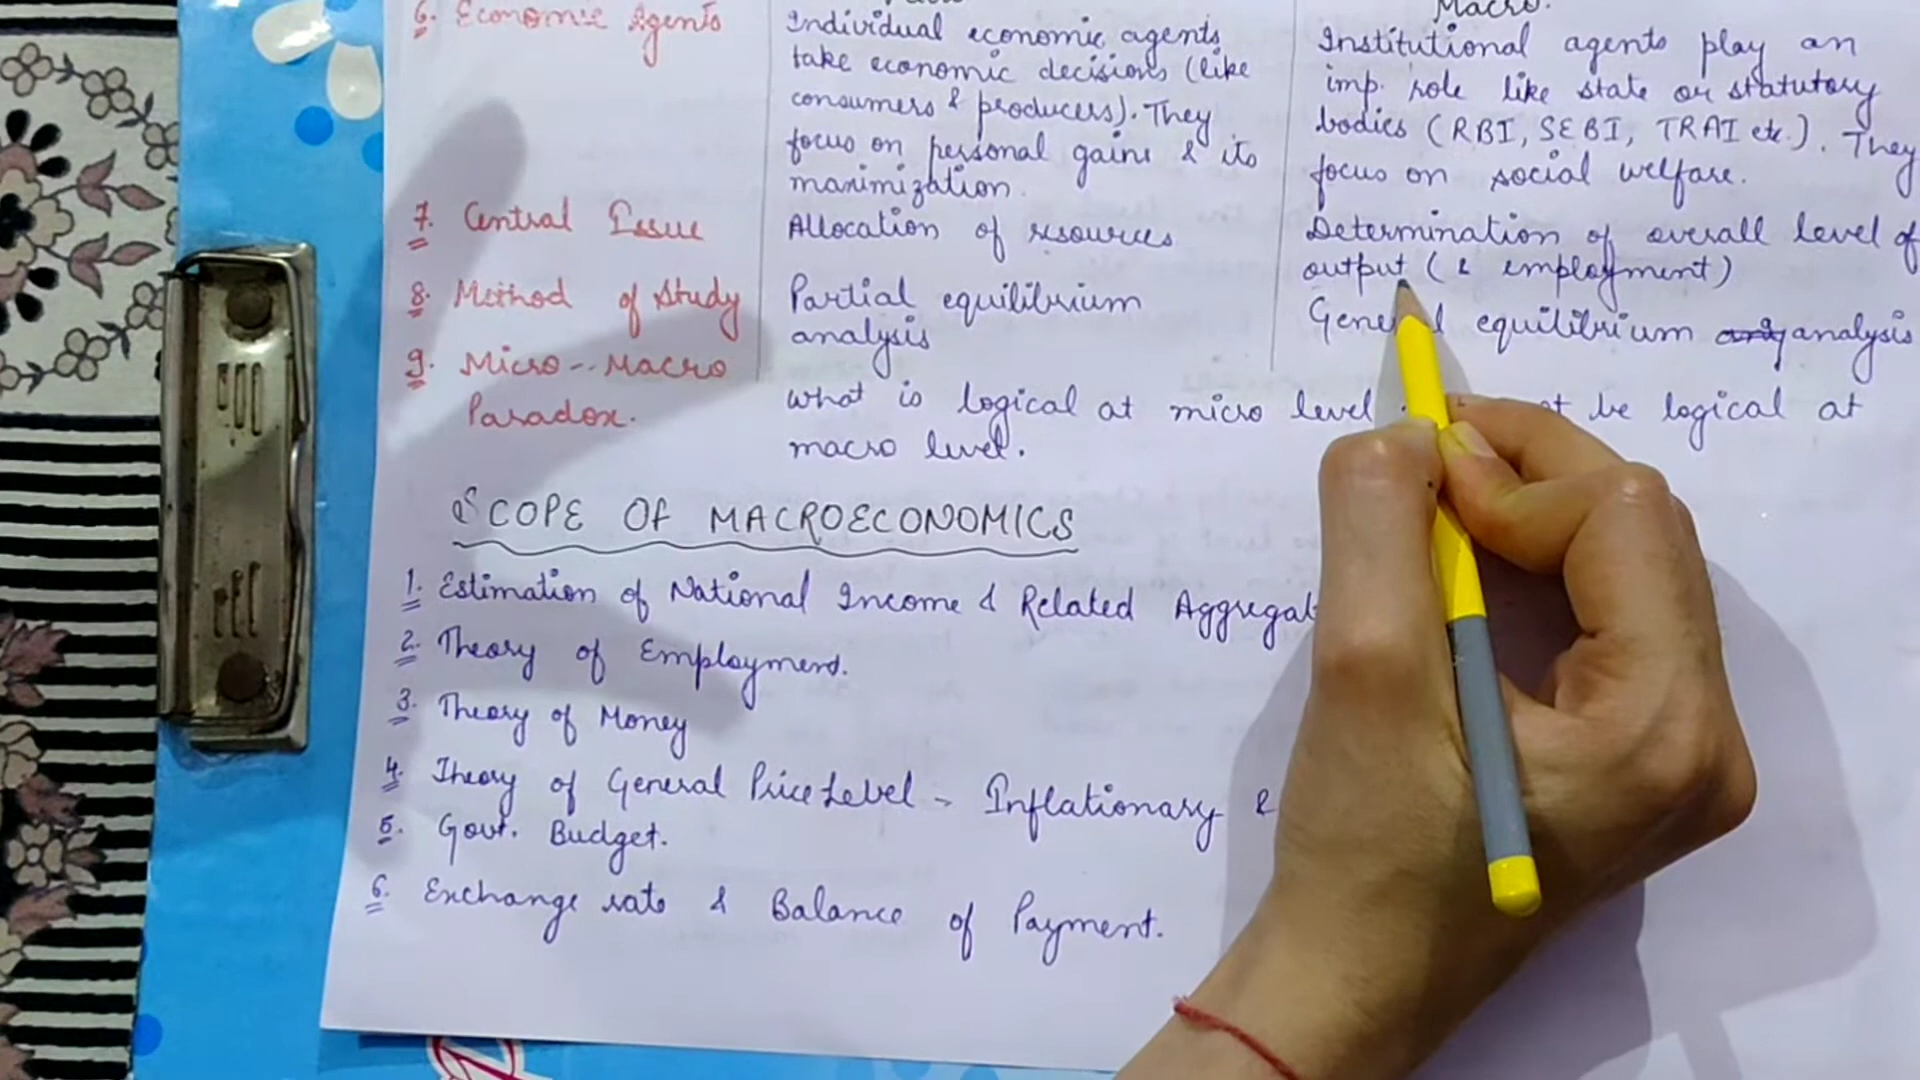 Macro.
6. Economic Agents
Individual economic agents
take economic decisions (like
consumers & producers). They
focus on personal gains & its
maximization.
Institutional agents play an
imp. role like state or statutory
bodies (RBI, SEBI, TRAI etc.). They
focus on social welfare.
7. Central Issue
Allocation of resources
Determination of overall level of
output (& employment)
8. Method of Study
Partial equilibrium
analysis
General equilibrium analysis
9. Micro--Macro
Paradox.
What is logical at micro level be logical at
macro level.
SCOPE OF MACROECONOMICS
1. Estimation of National Income & Related Aggregat
2. Theory of Employment.
3. Theory of Money
4. Theory of General Price Level - Inflationary &
5. Govt. Budget.
6. Exchange rate & Balance of Payment.